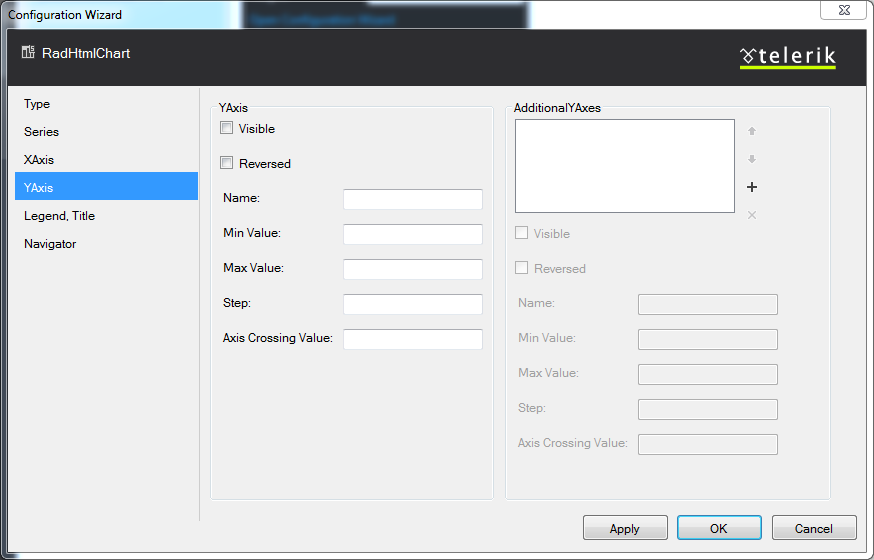 Configuration Wizard
Open Configuration Wizard
RadHtmlChart
telerik
Type
Series
XAxis
YAxis
Legend, Title
Navigator
YAxis
Visible
Reversed
Name:
Min Value:
Max Value:
Step:
Axis Crossing Value:
AdditionalYAxes
Visible
Reversed
Name:
Min Value:
Max Value:
Step:
Axis Crossing Value:
Apply
OK
Cancel